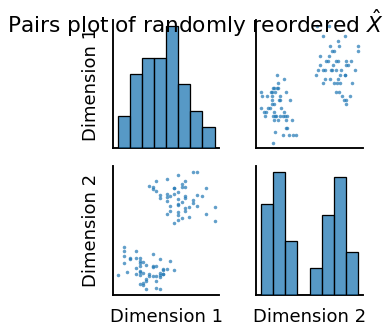 Pairs plot of randomly reordered X̂
Dimension 1
Dimension 2
Dimension 1
Dimension 2